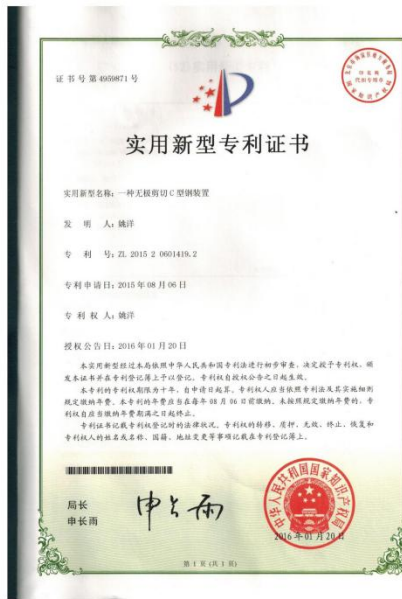 证书号第4959871号
实用新型专利证书
实用新型名称：一种无极剪切C型钢装置
发 明 人：姚洋
专 利 号：ZL 2015 2 0601419.2
专利申请日：2015年08月06日
专 利 权 人：姚洋
授权公告日：2016年01月20日
本实用新型经过本局依照中华人民共和国专利法进行初步审查，决定授予专利权，颁
发本证书并在专利登记簿上予以登记。专利权自授权公告之日起生效。
本专利的专利权期限为十年，自申请日起算。专利权人应当依照专利法及其实施细则
规定缴纳年费。本专利的年费应当在每年08月06日前缴纳。未按照规定缴纳年费的，专
利权自应当缴纳年费期满之日起终止。
专利证书记载专利权登记时的法律状况。专利权的转移、质押、无效、终止、恢复和
专利权人的姓名或名称、国籍、地址变更等事项记载在专利登记簿上。
局长
申长雨
申长雨
中华人民共和国国家知识产权局
2016年01月20日
第1页(共1页)